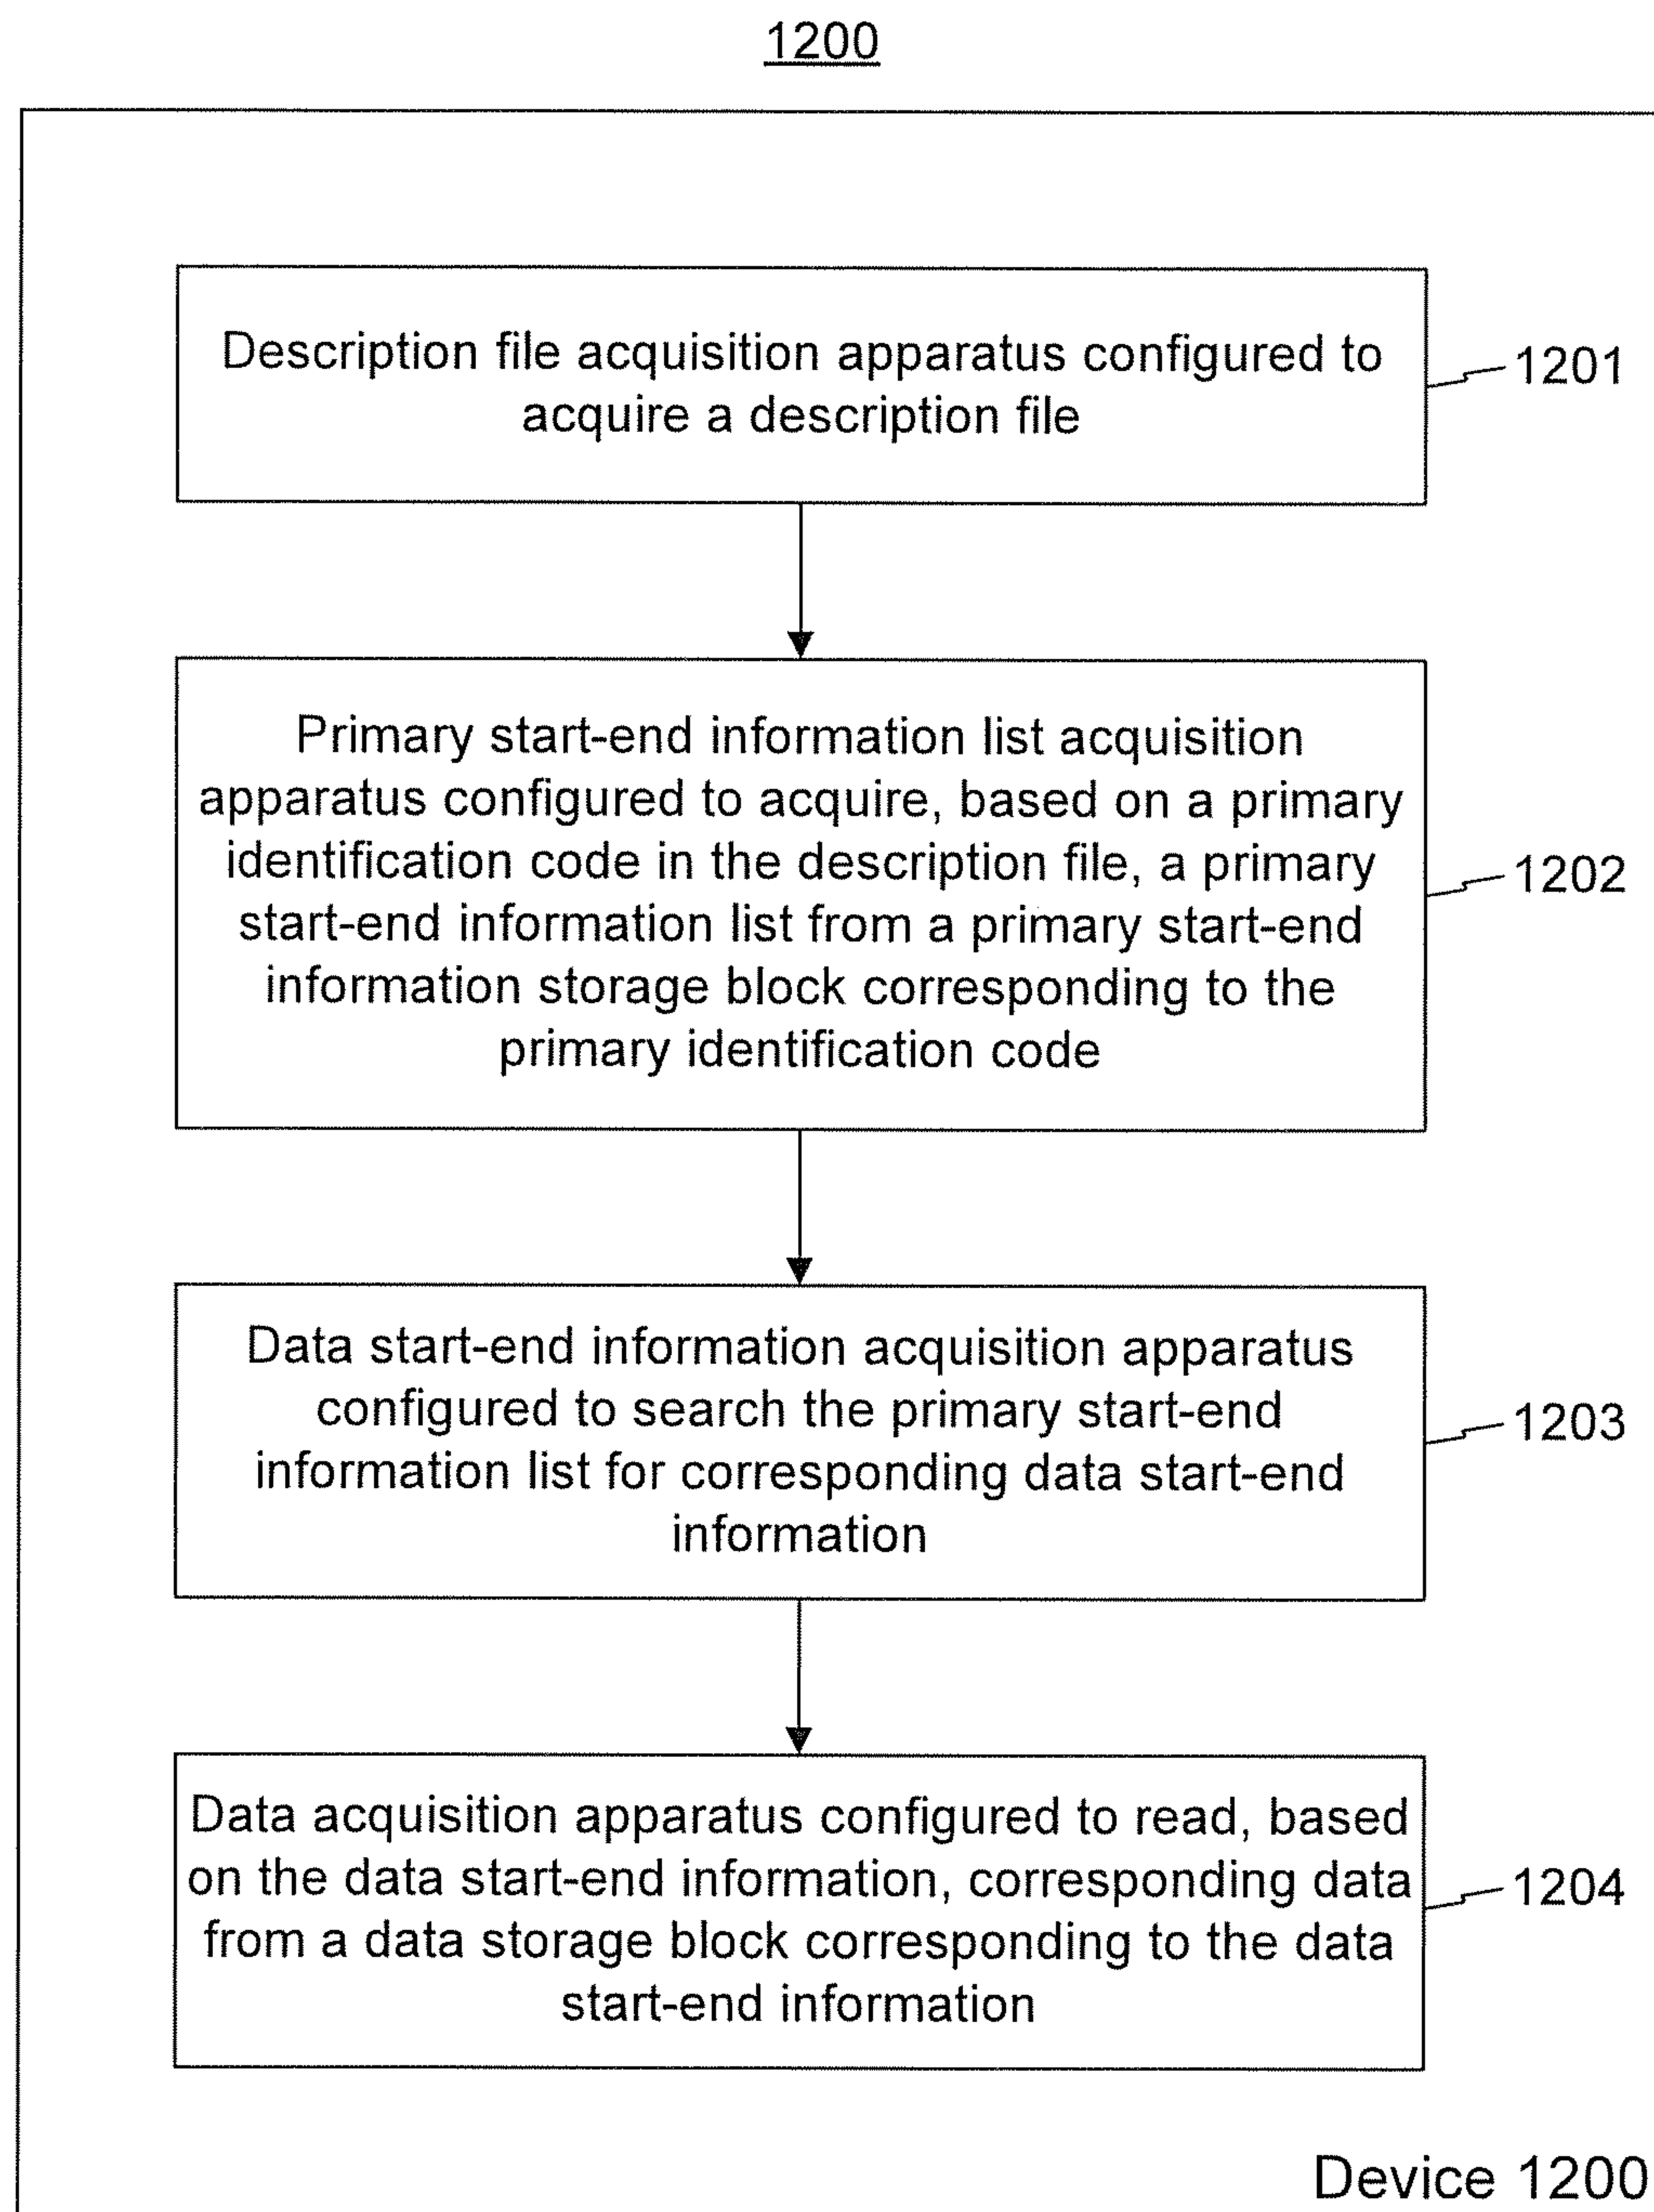 1200
Description file acquisition apparatus configured to
acquire a description file
1201
Primary start-end information list acquisition
apparatus configured to acquire, based on a primary
identification code in the description file, a primary
start-end information list from a primary start-end
information storage block corresponding to the
primary identification code
1202
Data start-end information acquisition apparatus
configured to search the primary start-end
information list for corresponding data start-end
information
1203
Data acquisition apparatus configured to read, based
on the data start-end information, corresponding data
from a data storage block corresponding to the data
start-end information
1204
Device 1200